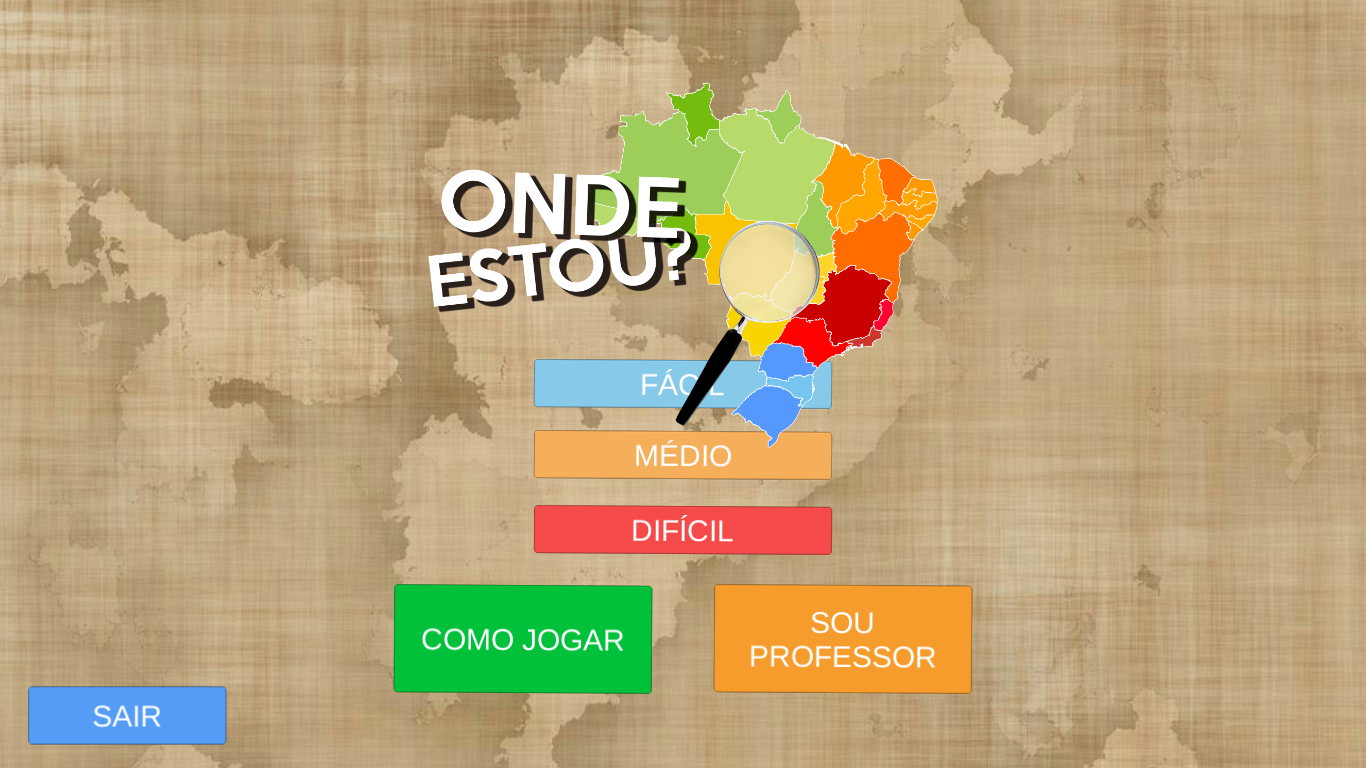 ONDE
ESTOU?
FÁCIL
MÉDIO
DIFÍCIL
COMO JOGAR
SOU
PROFESSOR
SAIR